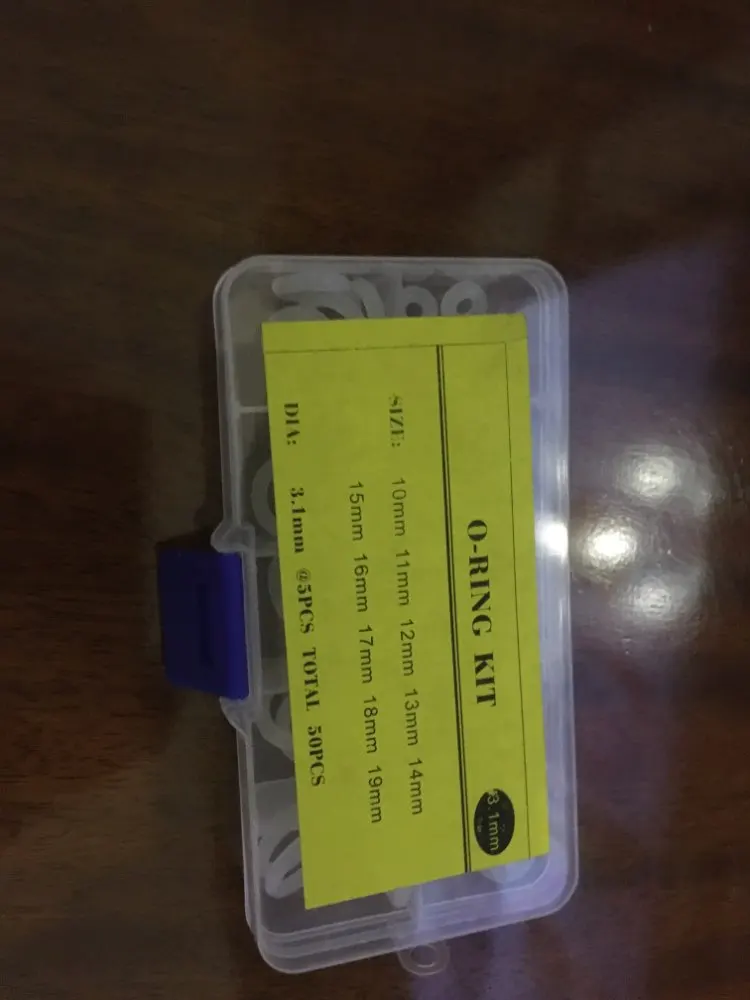 O-RING KIT
3.1mm
SIZE: 10mm 11mm 12mm 13mm 14mm
15mm 16mm 17mm 18mm 19mm
DIA: 3.1mm @5PCS TOTAL 50PCS